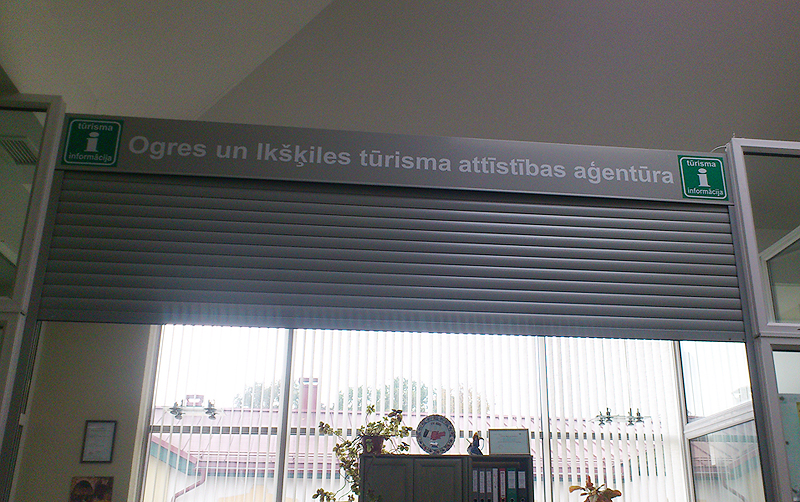 tūrisma
i
informācija
Ogres un Ikšķiles tūrisma attīstības aģentūra
tūrisma
i
informācija